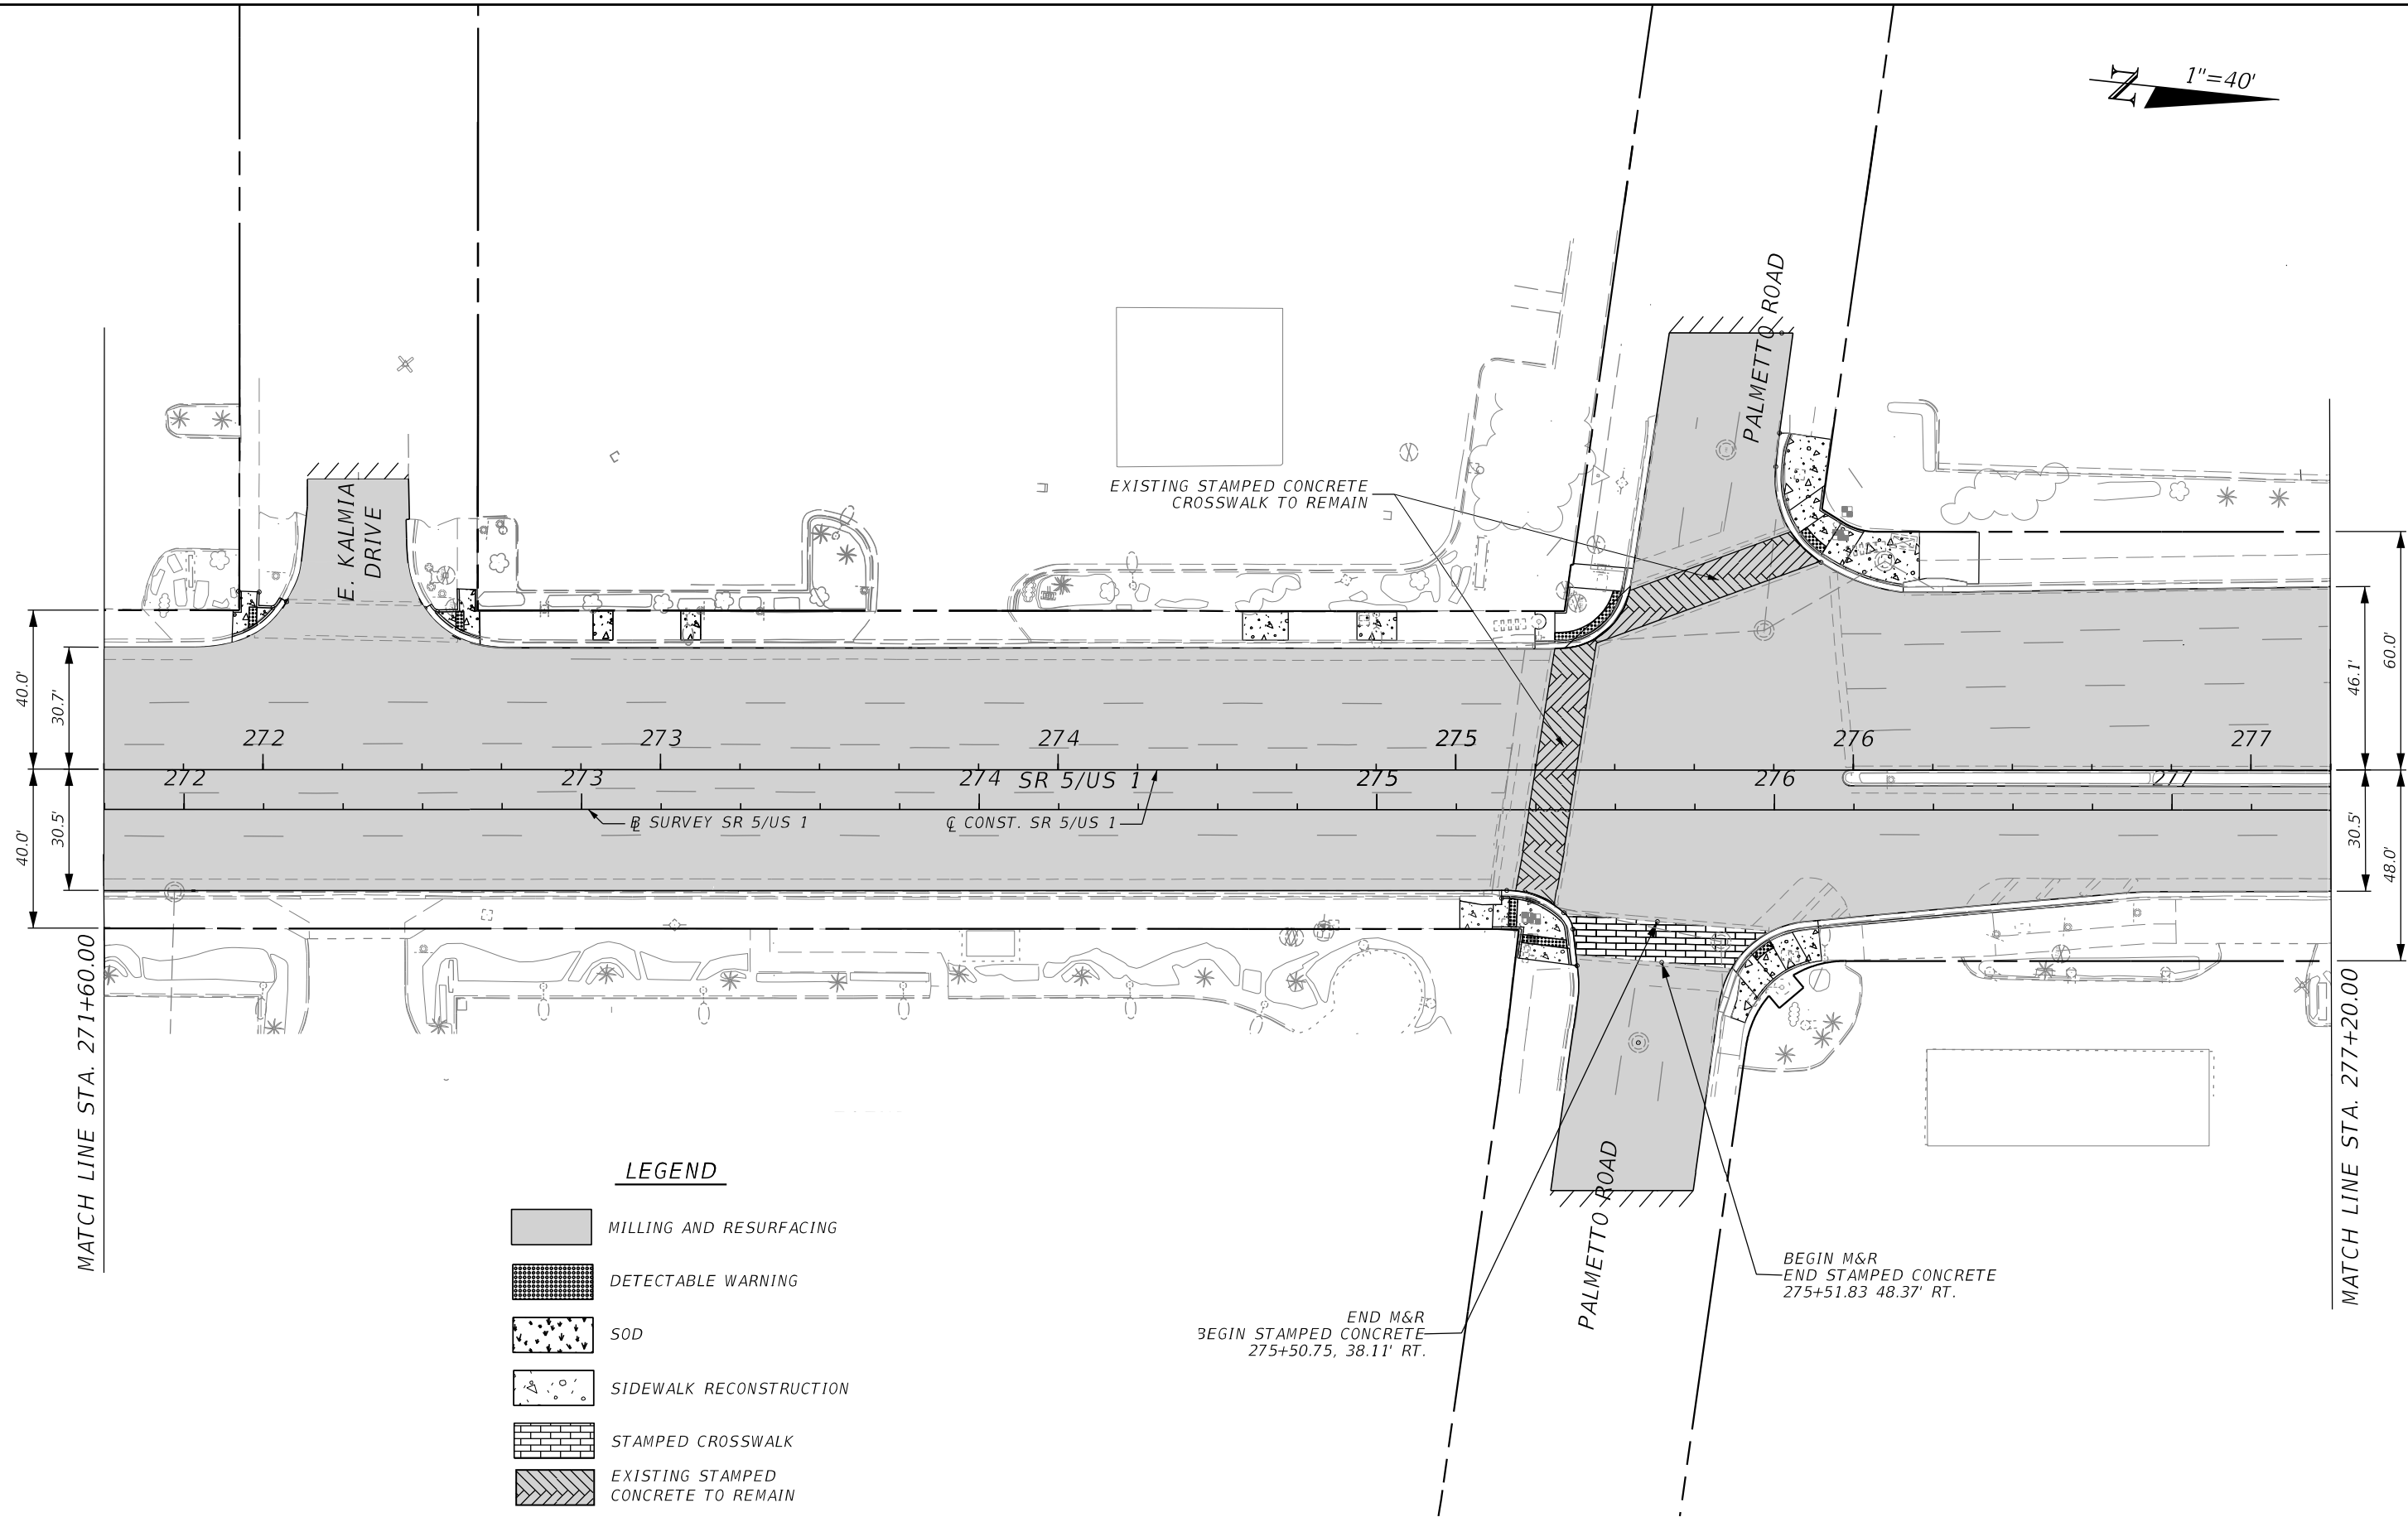 N
1"=40'
PALMETTO ROAD
EXISTING STAMPED CONCRETE
CROSSWALK TO REMAIN
E. KALMIA
DRIVE
40.0'
30.7'
46.1'
60.0'
272
273
274
275
276
277
272
273
274
SR 5/US 1
275
276
277
40.0'
30.5'
30.5'
48.0'
BL SURVEY SR 5/US 1
CL CONST. SR 5/US 1
MATCH LINE STA. 271+60.00
MATCH LINE STA. 277+20.00
PALMETTO ROAD
LEGEND
MILLING AND RESURFACING
DETECTABLE WARNING
SOD
SIDEWALK RECONSTRUCTION
STAMPED CROSSWALK
EXISTING STAMPED
CONCRETE TO REMAIN
BEGIN M&R
END STAMPED CONCRETE
275+51.83 48.37' RT.
END M&R
BEGIN STAMPED CONCRETE
275+50.75, 38.11' RT.